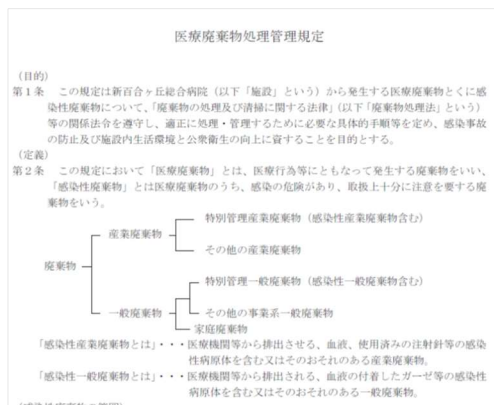 医療廃棄物処理管理規定
（目的）
第１条　この規定は新百合ヶ丘総合病院（以下「施設」という）から発生する医療廃棄物とくに感
染性廃棄物について、「廃棄物の処理及び清掃に関する法律」（以下「廃棄物処理法」という）
等の関係法令を遵守し、適正に処理・管理するために必要な具体的手順等を定め、感染事故
の防止及び施設内生活環境と公衆衛生の向上に資することを目的とする。
（定義）
第２条　この規定において「医療廃棄物」とは、医療行為等にともなって発生する廃棄物をいい、
「感染性廃棄物」とは医療廃棄物のうち、感染の危険があり、取扱上十分に注意を要する廃
棄物をいう。
特別管理産業廃棄物（感染性産業廃棄物含む）
産業廃棄物
その他の産業廃棄物
廃棄物
特別管理一般廃棄物（感染性一般廃棄物含む）
一般廃棄物
その他の事業系一般廃棄物
家庭廃棄物
「感染性産業廃棄物とは」・・・医療機関等から排出させる、血液、使用済みの注射針等の感染
性病原体を含む又はそのおそれのある産業廃棄物。
「感染性一般廃棄物とは」・・・医療機関等から排出される、血液の付着したガーゼ等の感染性
病原体を含む又はそのおそれのある一般廃棄物。